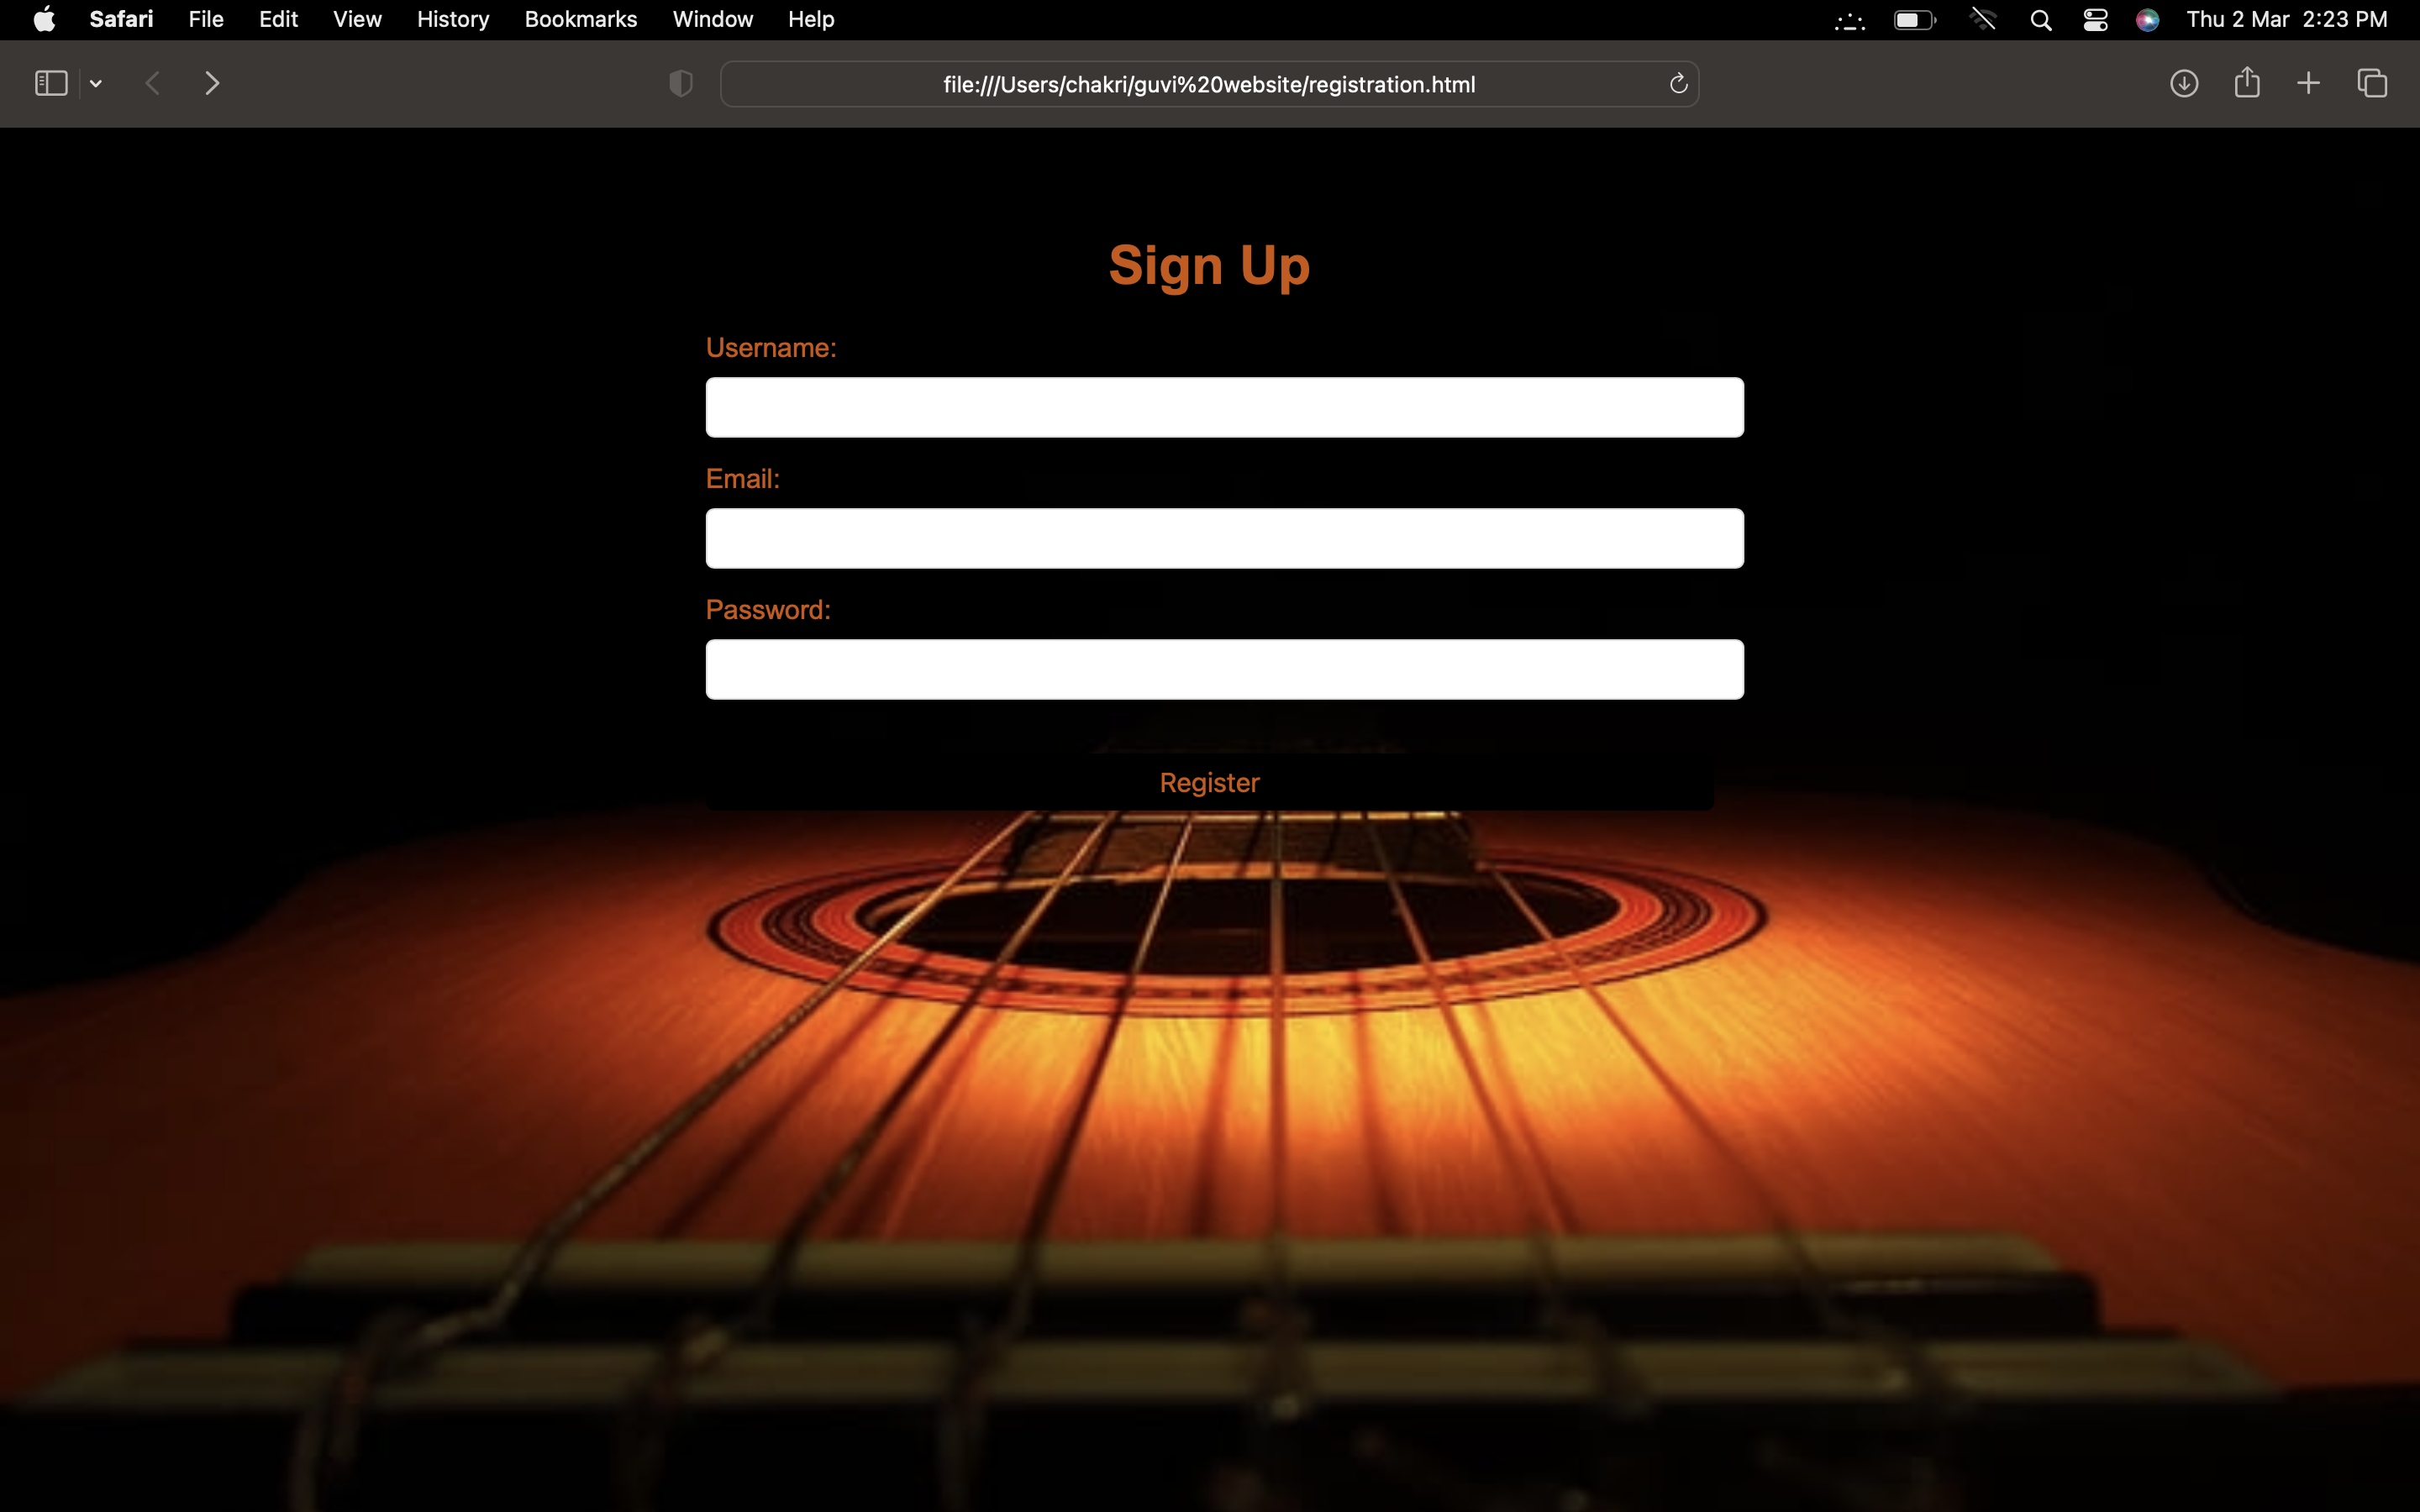 Safari File Edit View History Bookmarks Window Help Thu 2 Mar 2:23 PM
file:///Users/chakri/guvi%20website/registration.html
Sign Up
Username:
Email:
Password:
Register